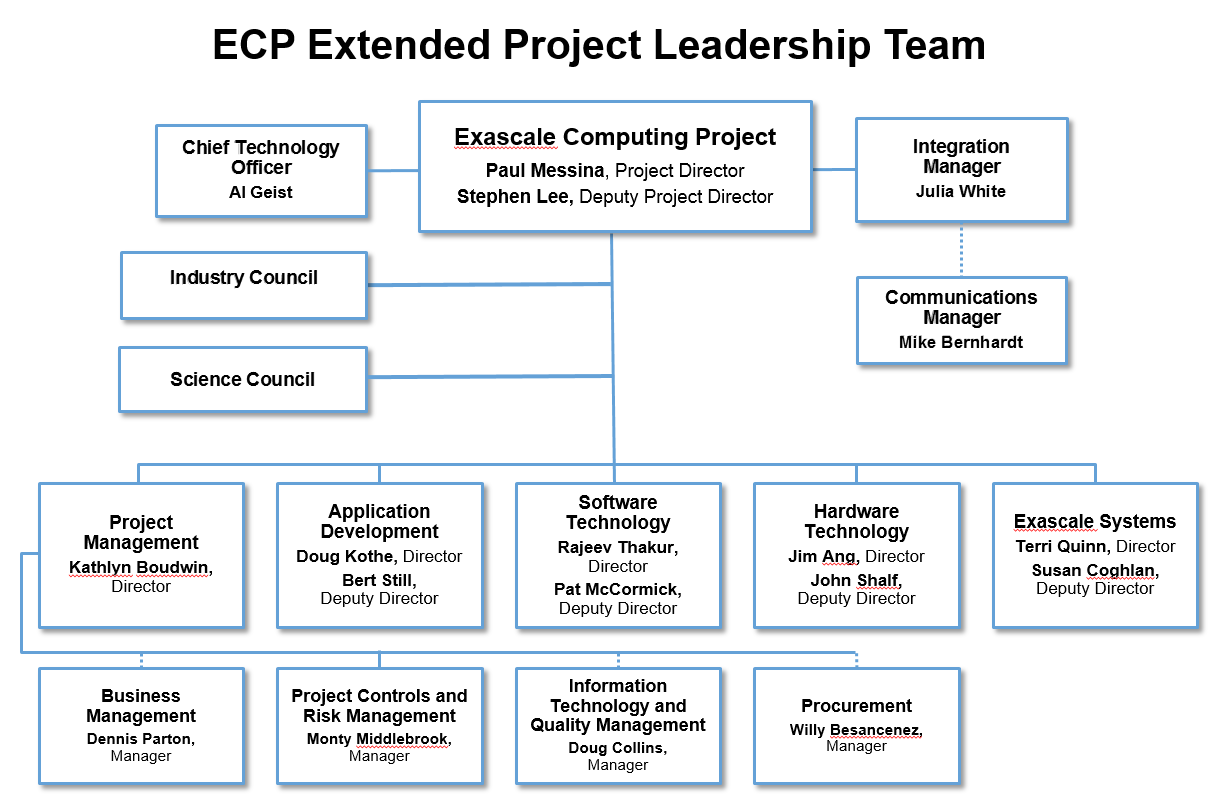 ECP Extended Project Leadership Team
Exascale Computing Project
Paul Messina, Project Director
Stephen Lee, Deputy Project Director
Chief Technology
Officer
Al Geist
Integration
Manager
Julia White
Industry Council
Communications
Manager
Mike Bernhardt
Science Council
Project
Management
Kathlyn Boudwin,
Director
Application
Development
Doug Kothe, Director
Bert Still,
Deputy Director
Software
Technology
Rajeev Thakur,
Director
Pat McCormick,
Deputy Director
Hardware
Technology
Jim Ang, Director
John Shalf,
Deputy Director
Exascale Systems
Terri Quinn, Director
Susan Coghlan,
Deputy Director
Business
Management
Dennis Parton,
Manager
Project Controls and
Risk Management
Monty Middlebrook,
Manager
Information
Technology and
Quality Management
Doug Collins,
Manager
Procurement
Willy Besancenez,
Manager